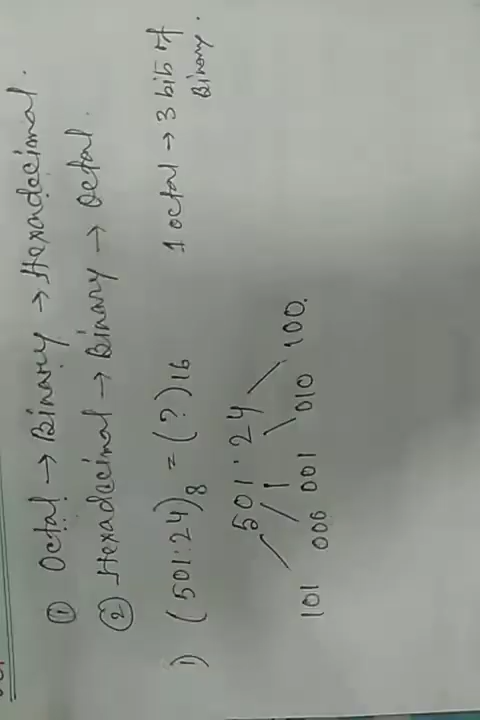 ① Octal → Binary → Hexadecimal.
② Hexadecimal → Binary → Octal.
1) (501.24)8 = (?)16
1 octal → 3 bit of Binary.
501.24
101 000 001 010 100.